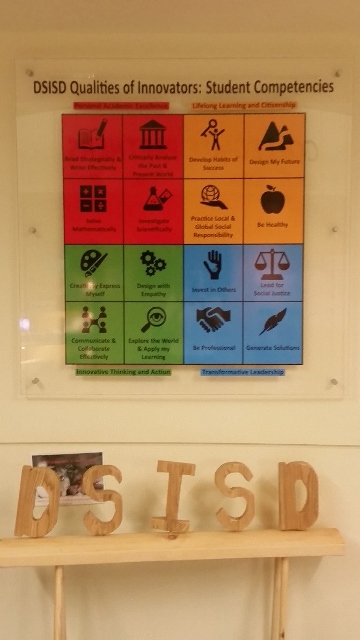 DSISD Qualities of Innovators: Student Competencies
Personal Academic Excellence
Lifelong Learning and Citizenship
Read Strategically &
Write Effectively
Critically Analyze
the Past &
Present World
Develop Habits of
Success
Design My Future
Solve
Mathematically
Investigate
Scientifically
Practice Local &
Global Social
Responsibility
Be Healthy
Creatively Express
Myself
Design with
Empathy
Invest in Others
Lead for
Social Justice
Communicate &
Collaborate
Effectively
Explore the World
& Apply my
Learning
Be Professional
Generate Solutions
Innovative Thinking and Action
Transformative Leadership
DSISD